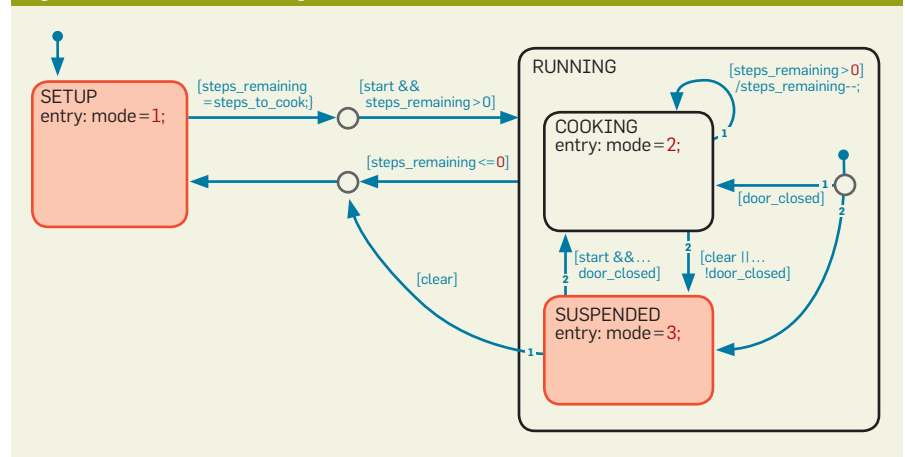 SETUP
entry: mode=1;
[steps_remaining
=steps_to_cook;}
[start &&
steps_remaining>0]
[steps_remaining<=0]
[clear]
RUNNING
[steps_remaining>0]
/steps_remaining--;
1
COOKING
entry: mode=2;
1
[door_closed]
2
2
[clear ||...
!door_closed]
[start &&...
door_closed]
2
SUSPENDED
entry: mode=3;
1